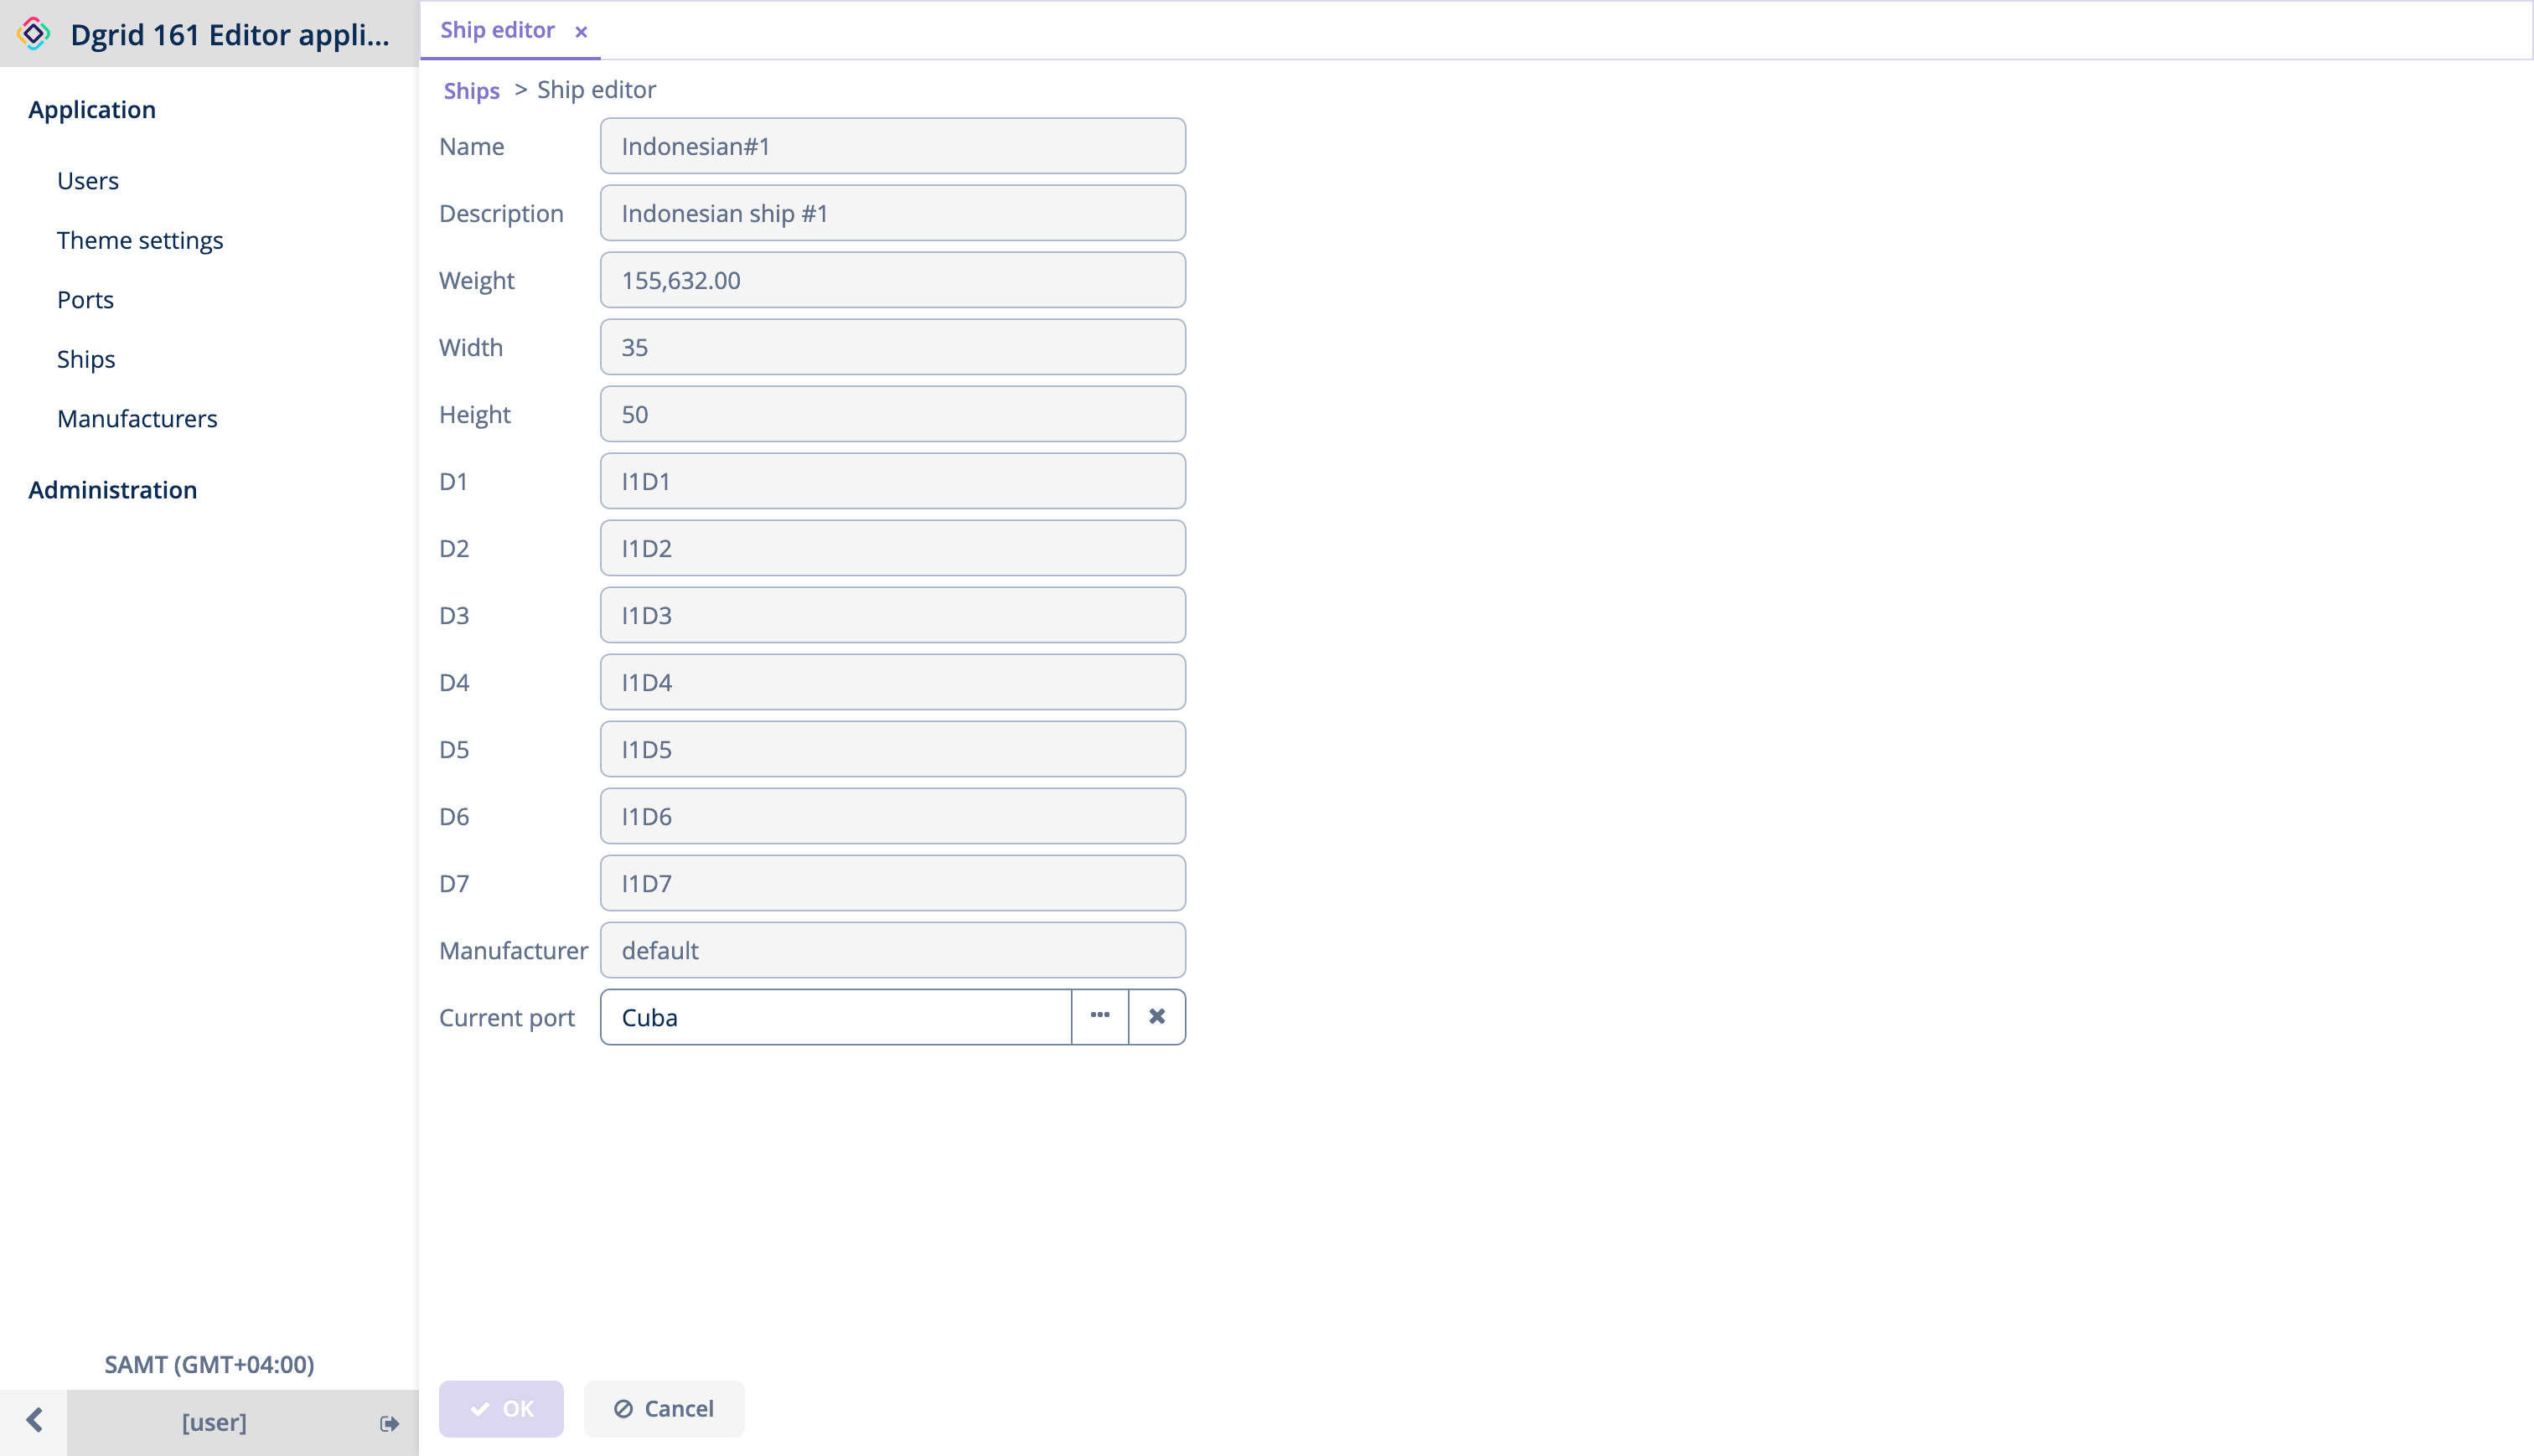 Dgrid 161 Editor appli...
Application
Users
Theme settings
Ports
Ships
Manufacturers
Administration
SAMT (GMT+04:00)
[user]
Ship editor ×
Ships > Ship editor
Name Indonesian#1
Description Indonesian ship #1
Weight 155,632.00
Width 35
Height 50
D1 I1D1
D2 I1D2
D3 I1D3
D4 I1D4
D5 I1D5
D6 I1D6
D7 I1D7
Manufacturer default
Current port Cuba
OK Cancel